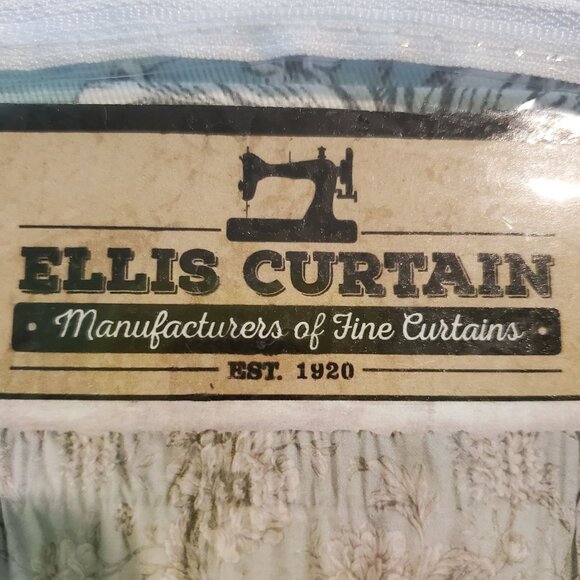 ELLIS CURTAIN
Manufacturers of Fine Curtains
EST. 1920